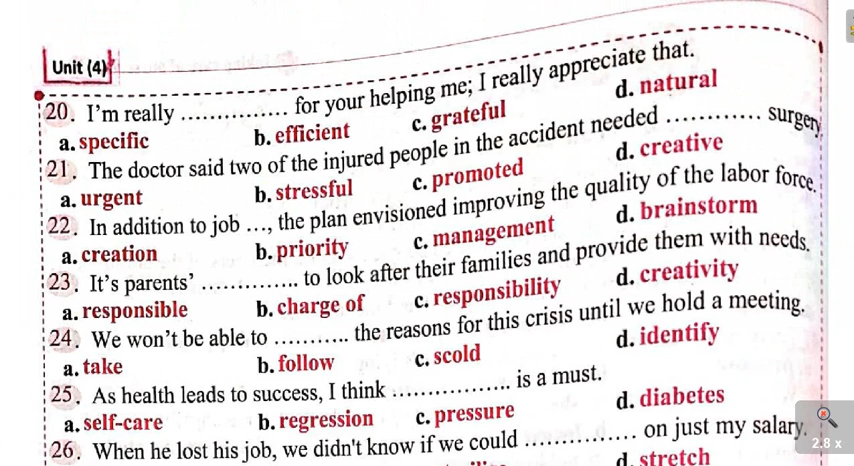 Unit (4)
20. I'm really ............... for your helping me; I really appreciate that.
a. specific b. efficient c. grateful d. natural
21. The doctor said two of the injured people in the accident needed ............. surgery
a. urgent b. stressful c. promoted d. creative
22. In addition to job ..., the plan envisioned improving the quality of the labor force.
a. creation b. priority c. management d. brainstorm
23. It's parents' .............. to look after their families and provide them with needs.
a. responsible b. charge of c. responsibility d. creativity
24. We won't be able to ........... the reasons for this crisis until we hold a meeting.
a. take b. follow c. scold d. identify
25. As health leads to success, I think ................. is a must.
a. self-care b. regression c. pressure d. diabetes
26. When he lost his job, we didn't know if we could ................ on just my salary.
d. stretch
2.8 x